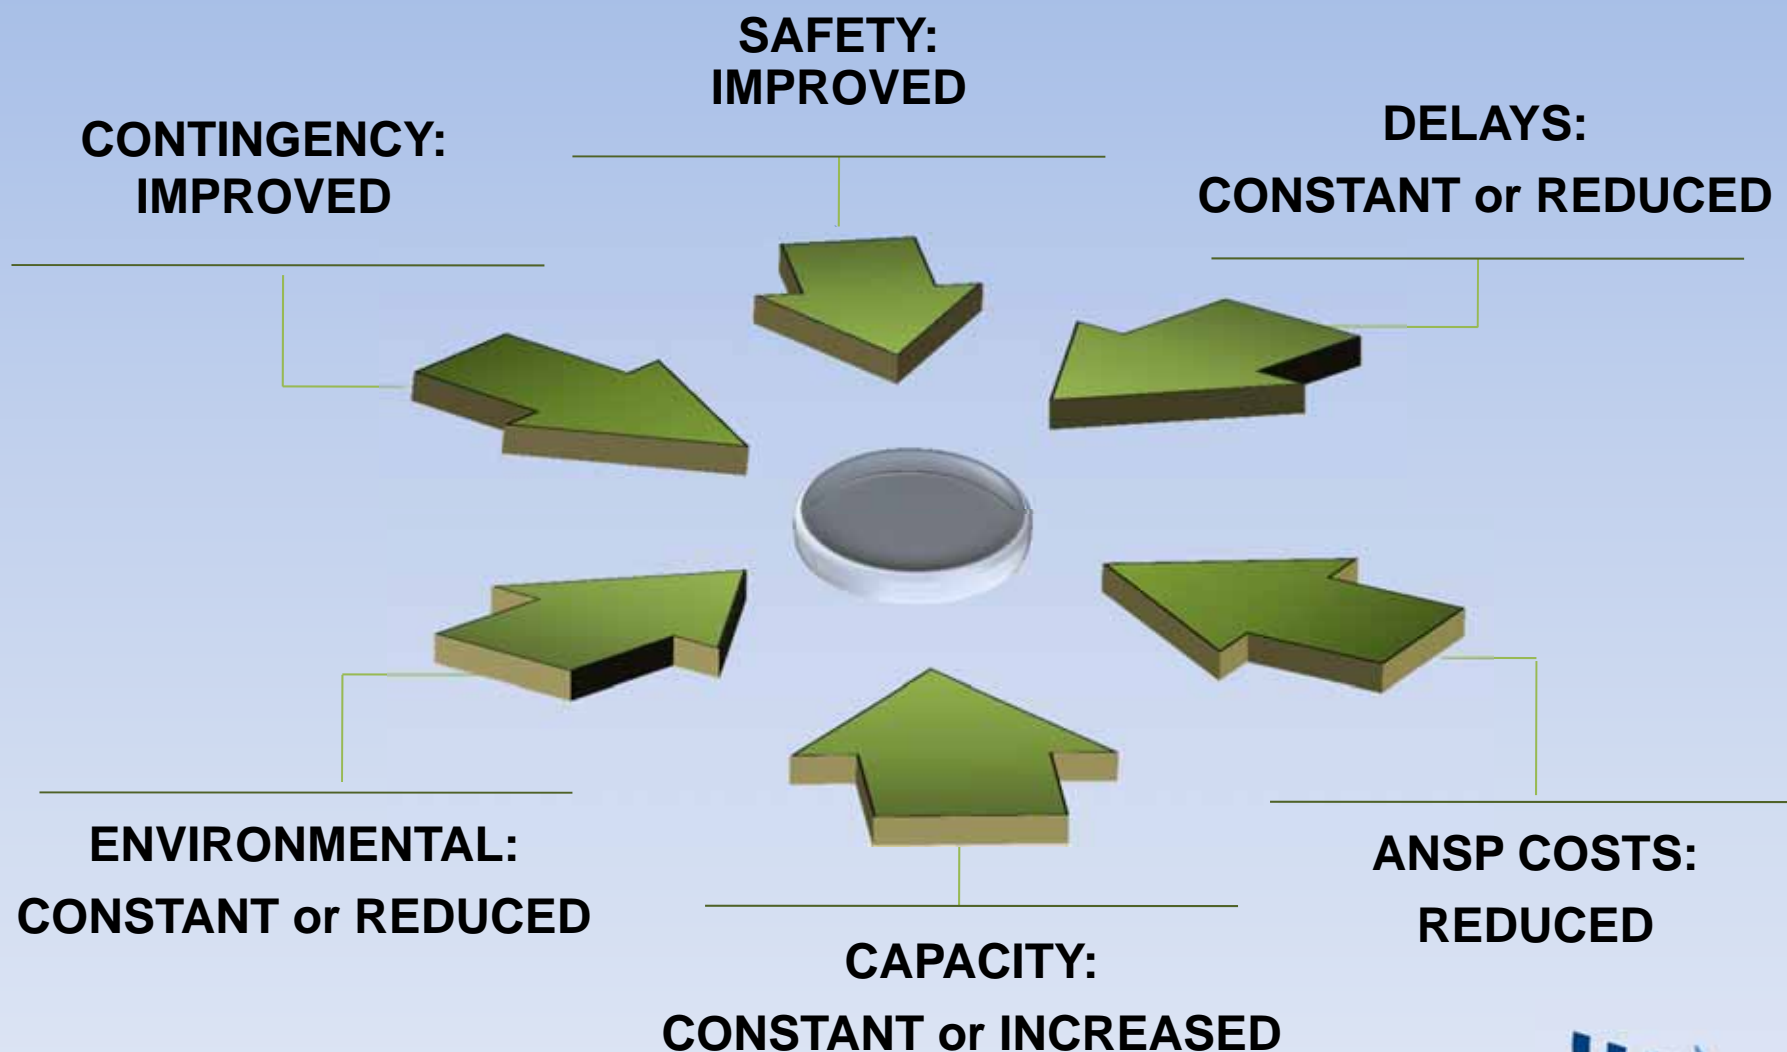 SAFETY:
IMPROVED
CONTINGENCY:
IMPROVED
DELAYS:
CONSTANT or REDUCED
ENVIRONMENTAL:
CONSTANT or REDUCED
ANSP COSTS:
REDUCED
CAPACITY:
CONSTANT or INCREASED